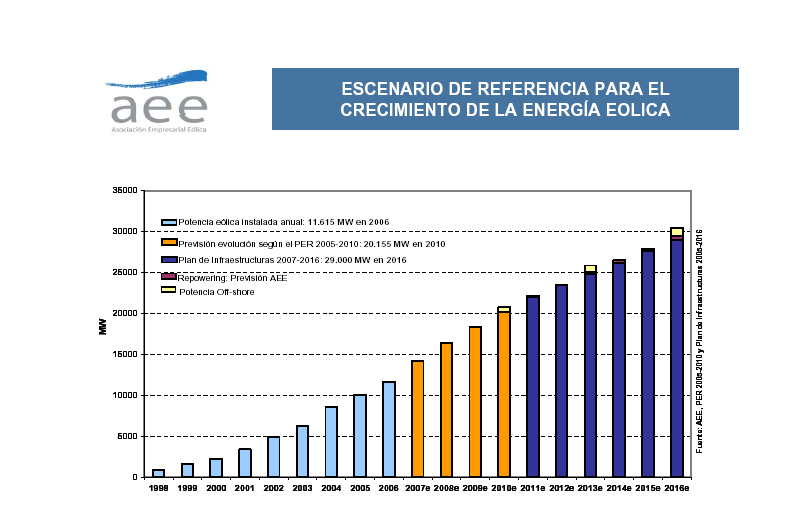 aee
Asociación Empresarial Eólica
ESCENARIO DE REFERENCIA PARA EL
CRECIMIENTO DE LA ENERGÍA EOLICA
35000
30000
25000
20000
15000
10000
5000
0
MW
Potencia eólica instalada anual: 11.615 MW en 2006
Previsión evolución según el PER 2005-2010: 20.155 MW en 2010
Plan de Infraestructuras 2007-2016: 29.000 MW en 2016
Repowering: Previsión AEE
Potencia Off-shore
1998 1999 2000 2001 2002 2003 2004 2005 2006 2007e 2008e 2009e 2010e 2011e 2012e 2013e 2014e 2015e 2016e
Fuente: AEE, PER 2005-2010 y Plan de Infraestructuras 2006-2016